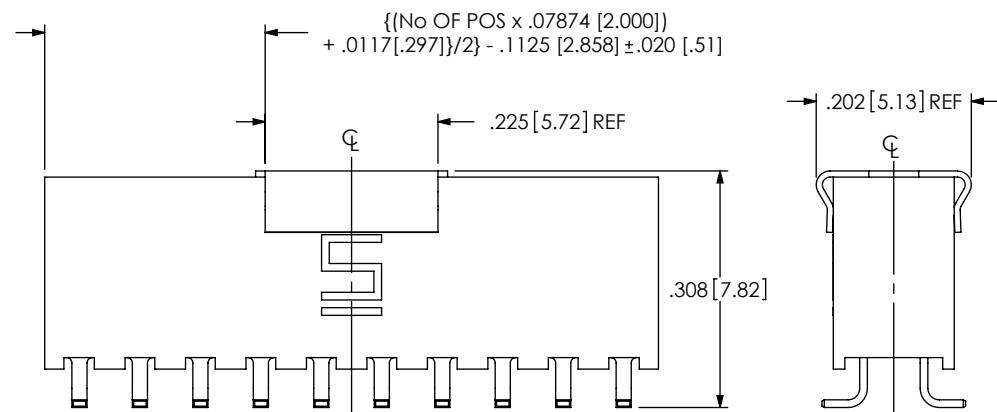 {(No OF POS x .07874 [2.000])
+ .0117[.297]}/2} - .1125 [2.858] ±.020 [.51]
.225 [5.72] REF
.202 [5.13] REF
℄
℄
.308 [7.82]